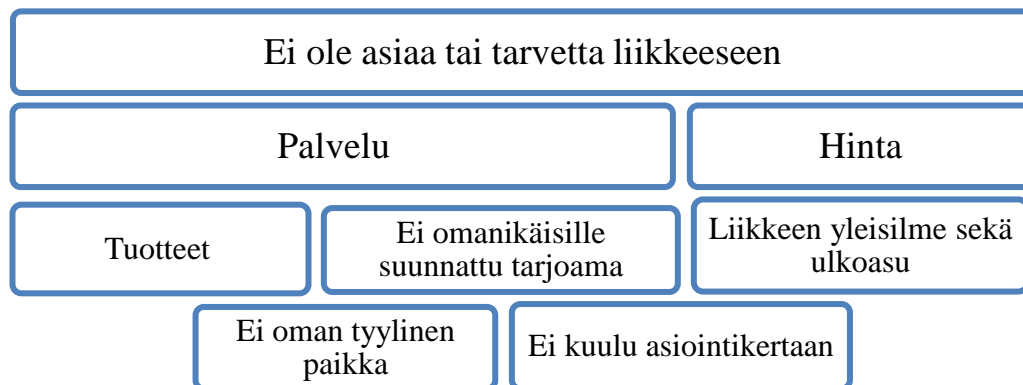 Ei ole asiaa tai tarvetta liikkeeseen
Palvelu
Hinta
Tuotteet
Ei omanikäisille
suunnattu tarjoama
Liikkeen yleisilme sekä
ulkoasu
Ei oman tyylinen
paikka
Ei kuulu asiointikertaan